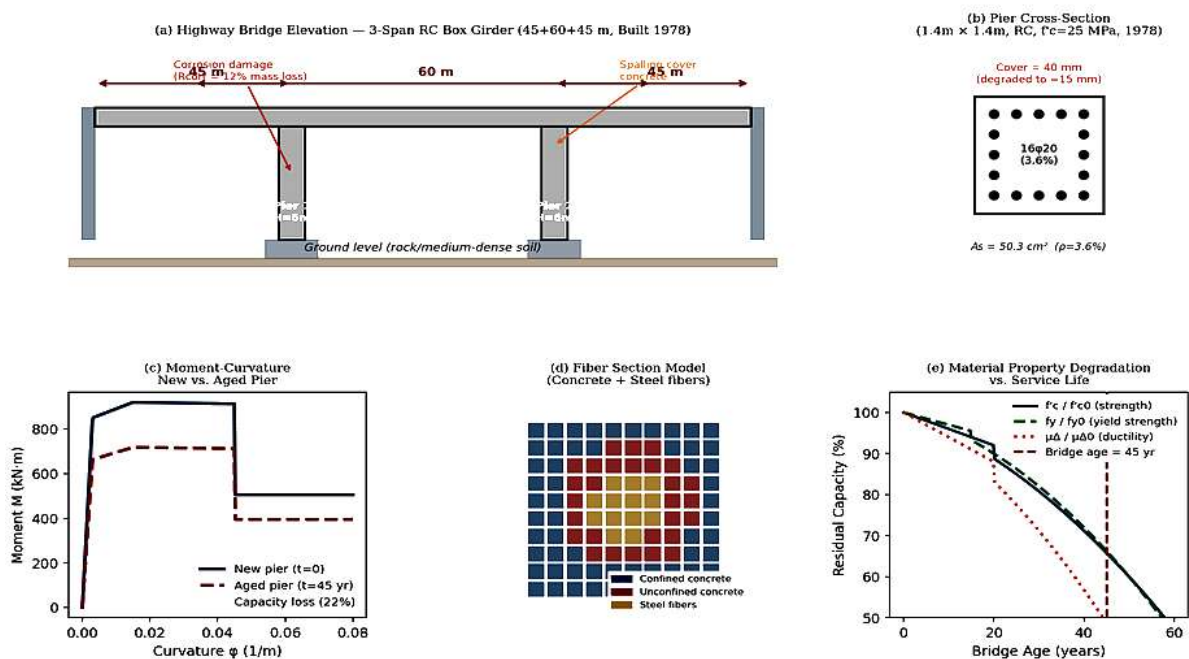 (a) Highway Bridge Elevation — 3-Span RC Box Girder (45+60+45 m, Built 1978)
Corrosion damage
(Rcorr = 12% mass loss)
45 m
60 m
Spalling cover
concrete
45 m
Pier
Pier
Ground level (rock/medium-dense soil)
(b) Pier Cross-Section
(1.4m × 1.4m, RC, f'c=25 MPa, 1978)
Cover = 40 mm
(degraded to ≈15 mm)
16φ20
(3.6%)
As = 50.3 cm² (ρ=3.6%)
(c) Moment-Curvature
New vs. Aged Pier
Moment M (kN·m)
800
600
400
200
0
New pier (t=0)
Aged pier (t=45 yr)
Capacity loss (22%)
0.00 0.02 0.04 0.06 0.08
Curvature φ (1/m)
(d) Fiber Section Model
(Concrete + Steel fibers)
Confined concrete
Unconfined concrete
Steel fibers
(e) Material Property Degradation
vs. Service Life
Residual Capacity (%)
100
90
80
70
60
50
f'c / f'c0 (strength)
fy / fy0 (yield strength)
μΔ / μΔ0 (ductility)
Bridge age = 45 yr
0 20 40 60
Bridge Age (years)